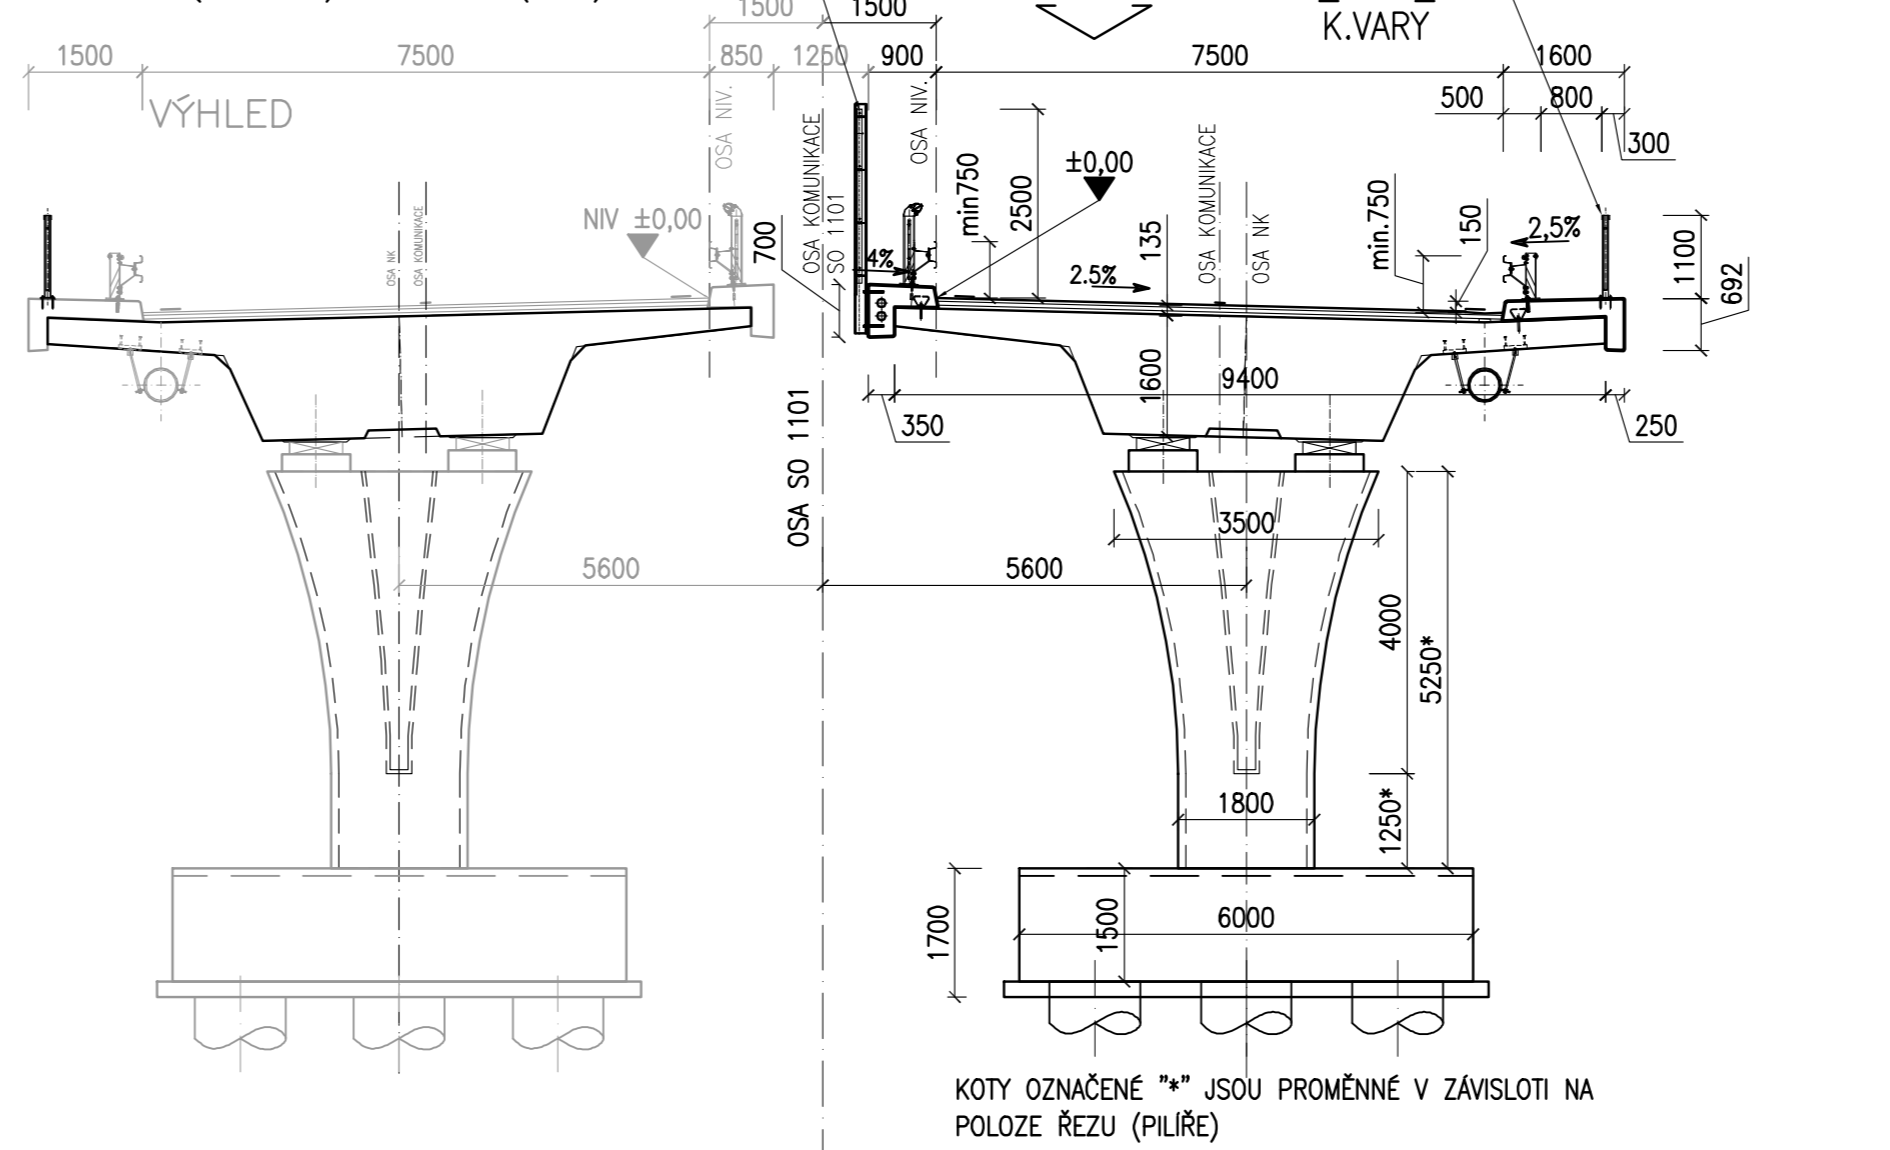 K.VARY
1500
1500
1500
7500
850
1250
900
7500
1600
500
800
300
VÝHLED
OSA NIV.
OSA KOMUNIKACE
SO 1101
OSA NIV.
OSA KOMUNIKACE
OSA NK
OSA NK
OSA KOMUNIKACE
NIV ±0,00
±0,00
700
4%
min750
2500
135
2.5%
min.750
150
2,5%
1100
692
1600
9400
350
250
OSA SO 1101
3500
5600
5600
4000
5250*
1800
1250*
1700
1500
6000
KOTY OZNAČENÉ "*" JSOU PROMĚNNÉ V ZÁVISLOTI NA
POLOZE ŘEZU (PILÍŘE)